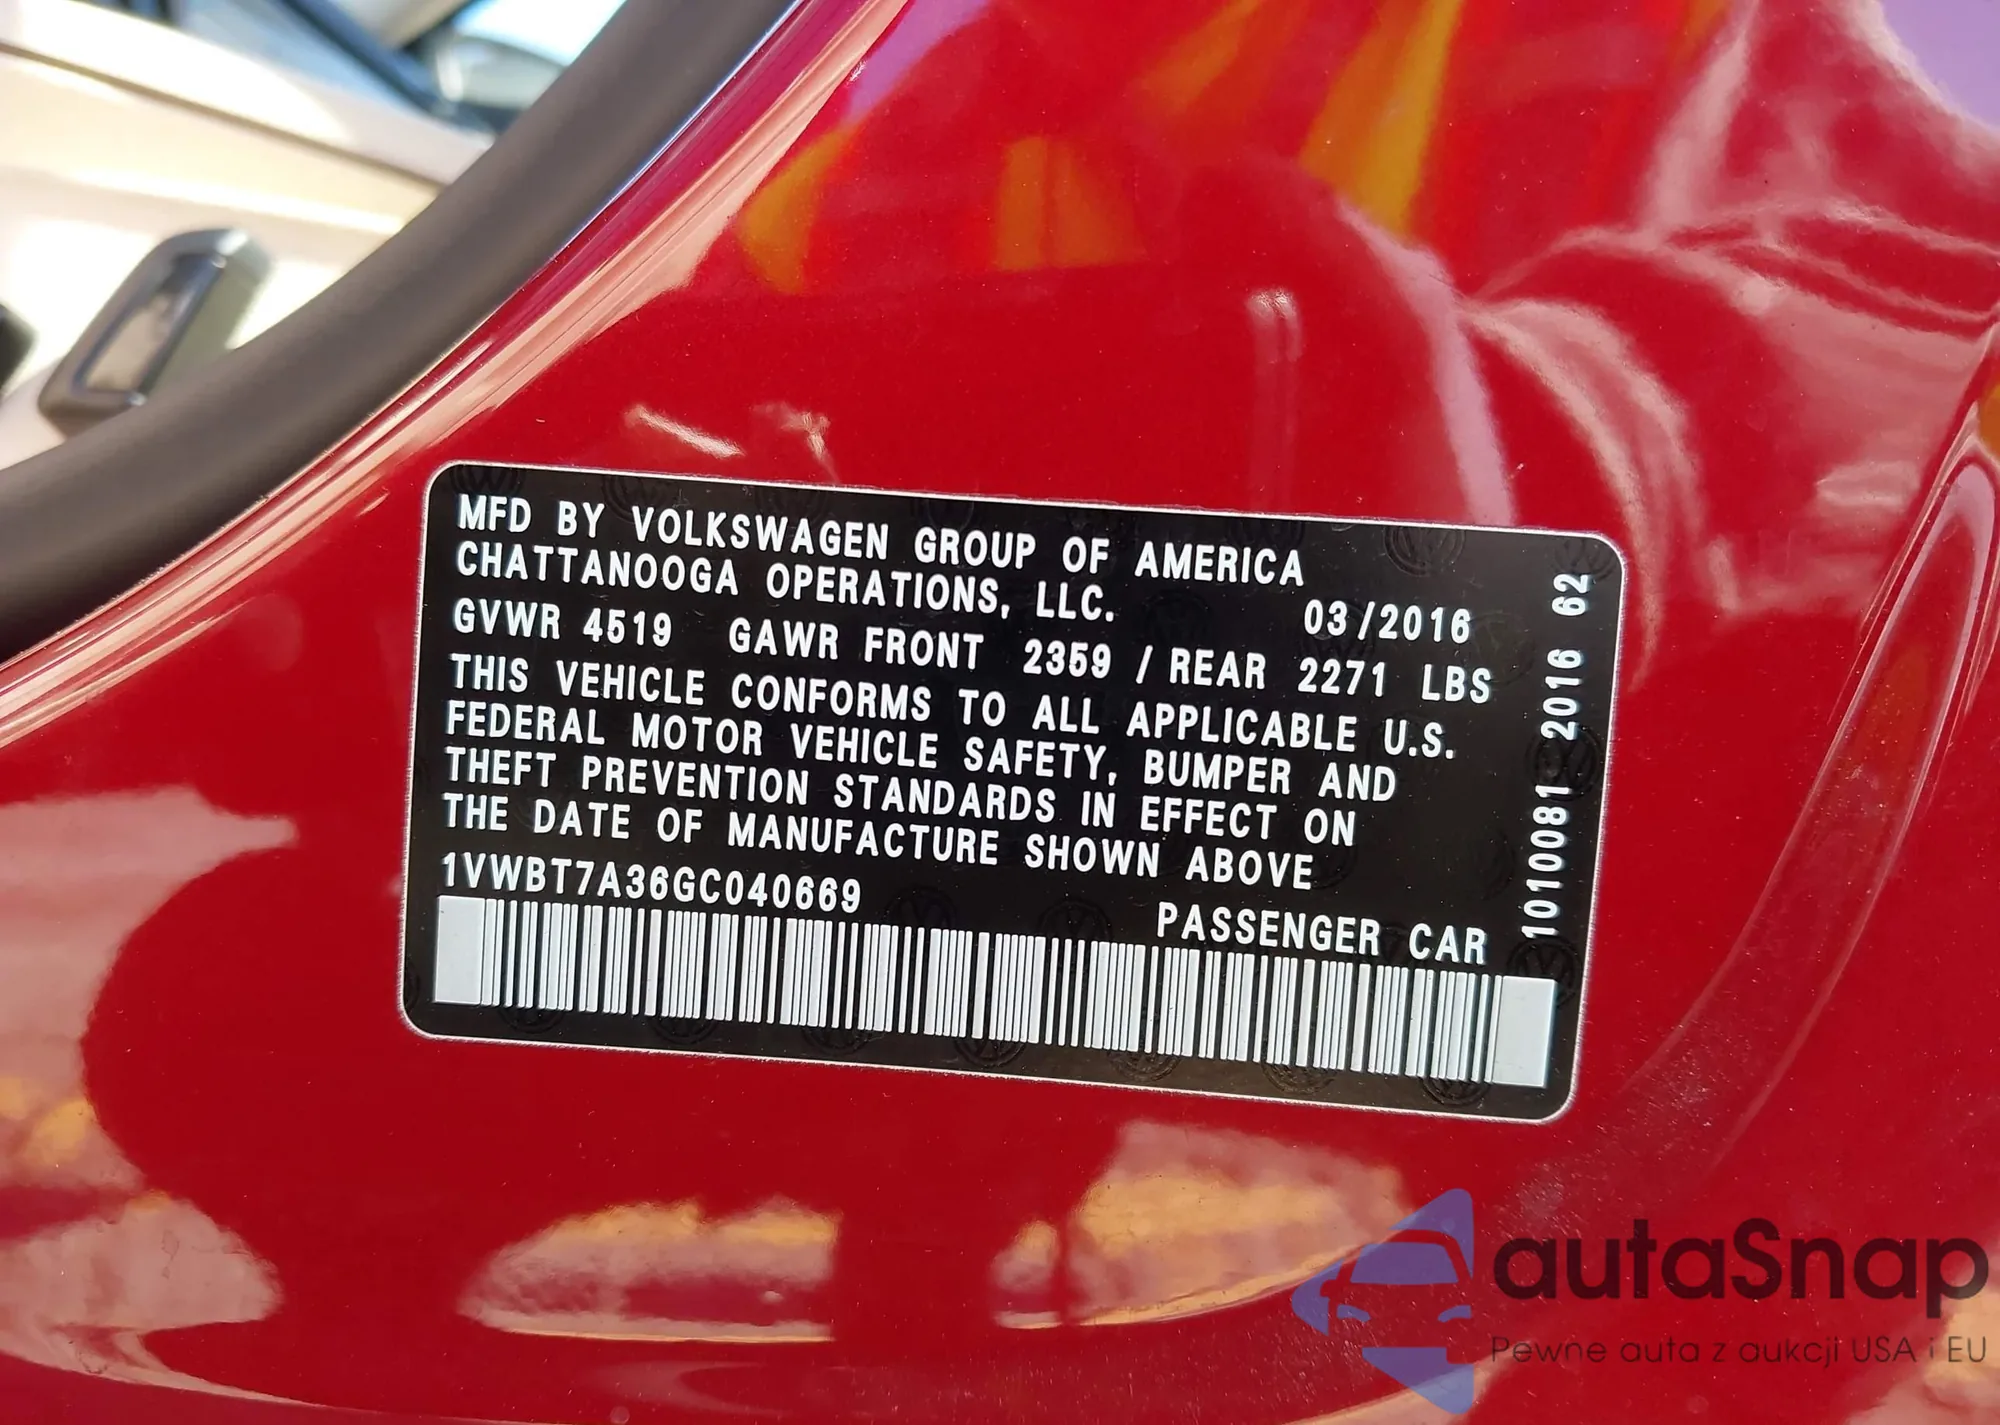 MFD BY VOLKSWAGEN GROUP OF AMERICA
CHATTANOOGA OPERATIONS, LLC. 03/2016
GVWR 4519 GAWR FRONT 2359 / REAR 2271 LBS
THIS VEHICLE CONFORMS TO ALL APPLICABLE U.S.
FEDERAL MOTOR VEHICLE SAFETY, BUMPER AND
THEFT PREVENTION STANDARDS IN EFFECT ON
THE DATE OF MANUFACTURE SHOWN ABOVE
1VWBT7A36GC040669
PASSENGER CAR
1010081 2016 62
autaSnap
Pewne auta z aukcji USA i EU